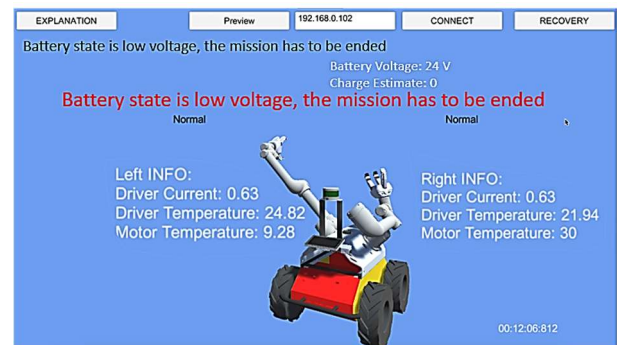 EXPLANATION Preview 192.168.0.102 CONNECT RECOVERY
Battery state is low voltage, the mission has to be ended
Battery Voltage: 24 V
Charge Estimate: 0
Battery state is low voltage, the mission has to be ended
Normal Normal
Left INFO:
Driver Current: 0.63
Driver Temperature: 24.82
Motor Temperature: 9.28
Right INFO:
Driver Current: 0.63
Driver Temperature: 21.94
Motor Temperature: 30
00:12:06:812